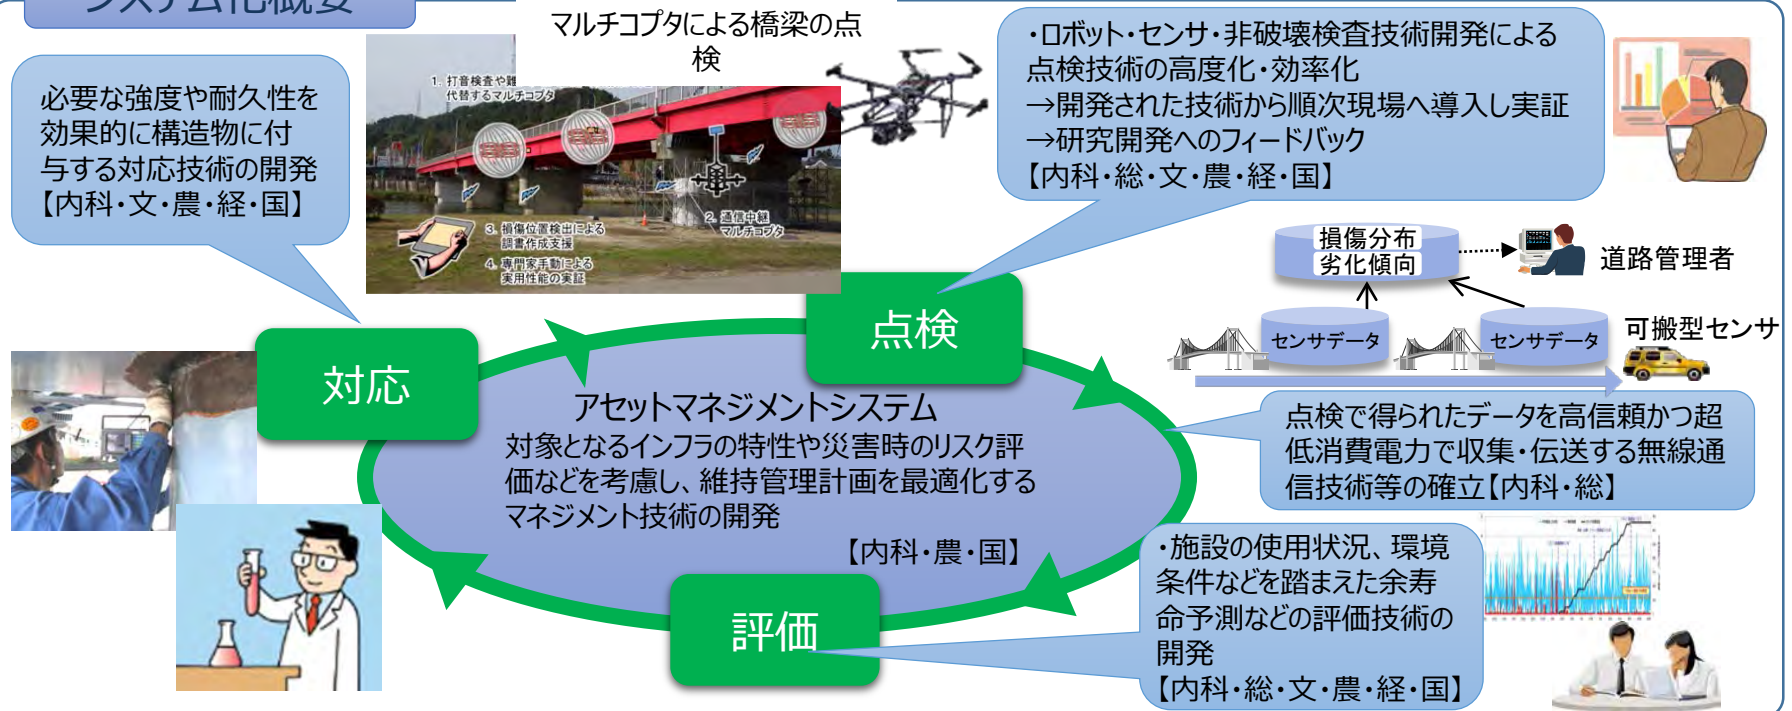 システム化概要
マルチコプタによる橋梁の点
検
1. 打音検査や
代替するマルチコプタ
2. 通信中継
マルチコプタ
3. 損傷位置検出による
調書作成支援
4. 専門家手動による
実用性能の実証
必要な強度や耐久性を
効果的に構造物に付
与する対応技術の開発
【内科・文・農・経・国】
・ロボット・センサ・非破壊検査技術開発による
点検技術の高度化・効率化
→開発された技術から順次現場へ導入し実証
→研究開発へのフィードバック
【内科・総・文・農・経・国】
損傷分布
劣化傾向
道路管理者
センサデータ
センサデータ
可搬型センサ
点検
対応
アセットマネジメントシステム
対象となるインフラの特性や災害時のリスク評
価などを考慮し、維持管理計画を最適化する
マネジメント技術の開発
【内科・農・国】
点検で得られたデータを高信頼かつ超
低消費電力で収集・伝送する無線通
信技術等の確立【内科・総】
評価
・施設の使用状況、環境
条件などを踏まえた余寿
命予測などの評価技術の
開発
【内科・総・文・農・経・国】